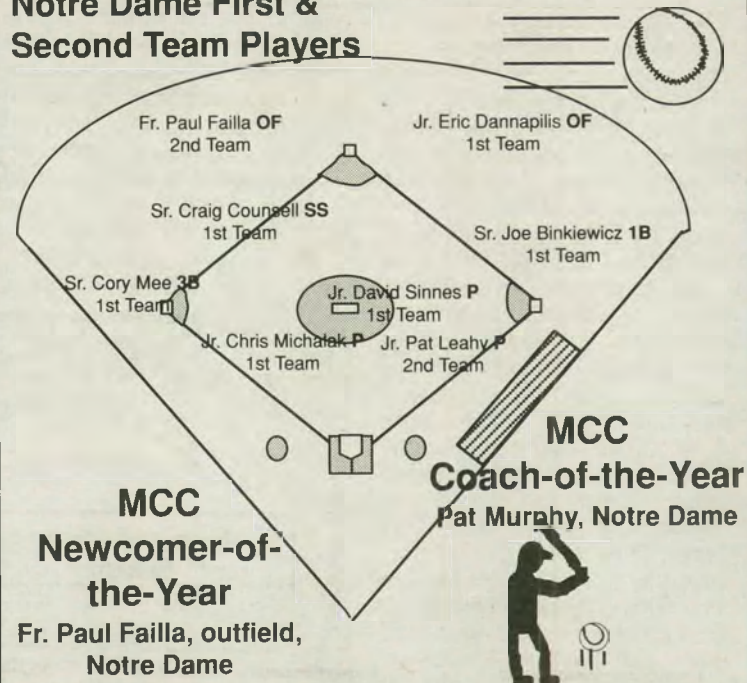 Notre Dame First &
Second Team Players
Fr. Paul Failla OF
2nd Team
Jr. Eric Dannapilis OF
1st Team
Sr. Craig Counsell SS
1st Team
Sr. Joe Binkiewicz 1B
1st Team
Sr. Cory Mee 3B
1st Team
Jr. David Sinnes P
1st Team
Jr. Chris Michalak P
1st Team
Jr. Pat Leahy P
2nd Team
MCC
Coach-of-the-Year
Pat Murphy, Notre Dame
MCC
Newcomer-of-
the-Year
Fr. Paul Failla, outfield,
Notre Dame